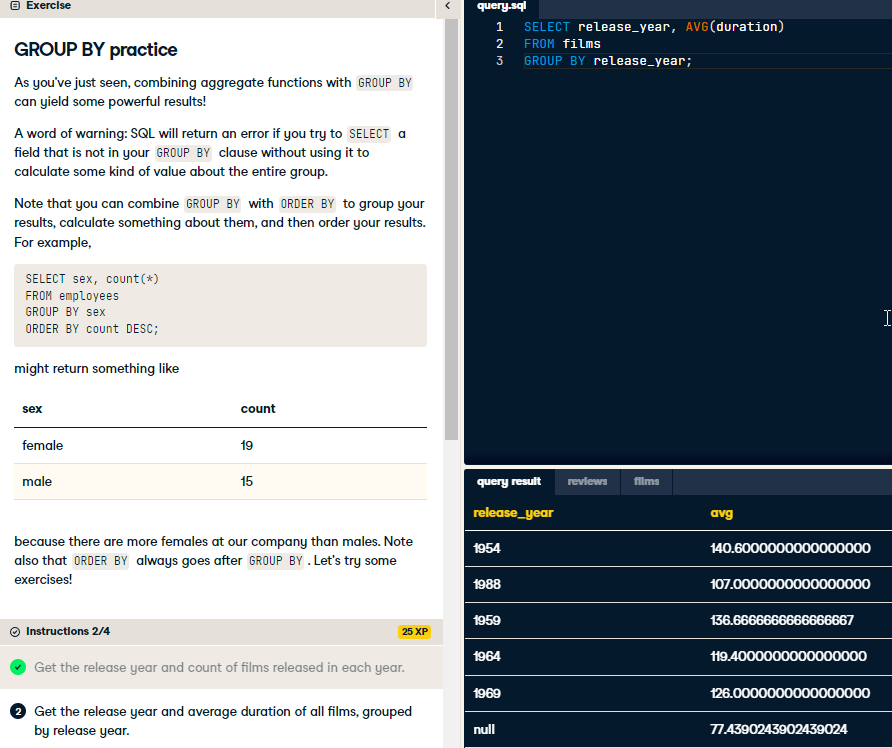 Exercise
GROUP BY practice
As you've just seen, combining aggregate functions with GROUP BY
can yield some powerful results!
A word of warning: SQL will return an error if you try to SELECT a
field that is not in your GROUP BY clause without using it to
calculate some kind of value about the entire group.
Note that you can combine GROUP BY with ORDER BY to group your
results, calculate something about them, and then order your results.
For example,
SELECT sex, count(*)
FROM employees
GROUP BY sex
ORDER BY count DESC;
might return something like
sex count
female 19
male 15
because there are more females at our company than males. Note
also that ORDER BY always goes after GROUP BY . Let's try some
exercises!
Instructions 2/4 25 XP
Get the release year and count of films released in each year.
2 Get the release year and average duration of all films, grouped
by release year.
query.sql
1 SELECT release_year, AVG(duration)
2 FROM films
3 GROUP BY release_year;
query result reviews films
release_year avg
1954 140.6000000000000000
1988 107.0000000000000000
1959 136.6666666666666667
1964 119.4000000000000000
1969 126.0000000000000000
null 77.4390243902439024